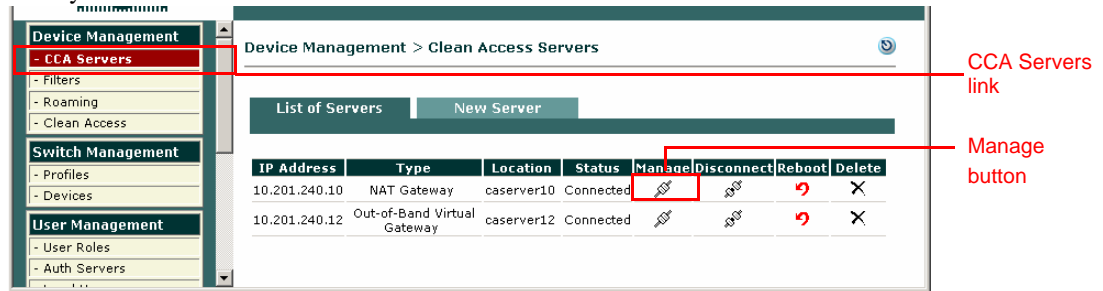 Device Management
- CCA Servers
- Filters
- Roaming
- Clean Access
Switch Management
- Profiles
- Devices
User Management
- User Roles
- Auth Servers
Device Management > Clean Access Servers
List of Servers New Server
IP Address Type Location Status Manage Disconnect Reboot Delete
10.201.240.10 NAT Gateway caserver10 Connected
10.201.240.12 Out-of-Band Virtual Gateway caserver12 Connected
CCA Servers
link
Manage
button